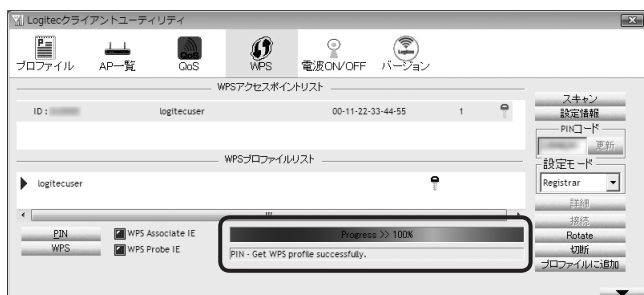 Logitecクライアントユーティリティ
プロファイル AP一覧 QoS WPS 電波ON/OFF バージョン
WPSアクセスポイントリスト
ID : logitecuser 00-11-22-33-44-55 1
スキャン
設定情報
PINコード
更新
WPSプロファイルリスト
設定モード
logitecuser
Registrar
詳細
接続
PIN WPS Associate IE Progress >> 100%
Rotate
WPS WPS Probe IE PIN - Get WPS profile successfully.
切断
プロファイルに追加